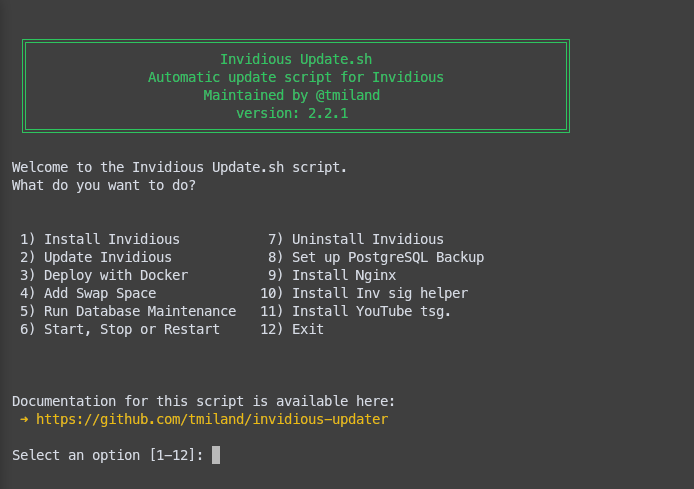 Invidious Update.sh
Automatic update script for Invidious
Maintained by @tmiland
version: 2.2.1
Welcome to the Invidious Update.sh script.
What do you want to do?
1) Install Invidious 7) Uninstall Invidious
2) Update Invidious 8) Set up PostgreSQL Backup
3) Deploy with Docker 9) Install Nginx
4) Add Swap Space 10) Install Inv sig helper
5) Run Database Maintenance 11) Install YouTube tsg.
6) Start, Stop or Restart 12) Exit
Documentation for this script is available here:
➜ https://github.com/tmiland/invidious-updater
Select an option [1-12]: